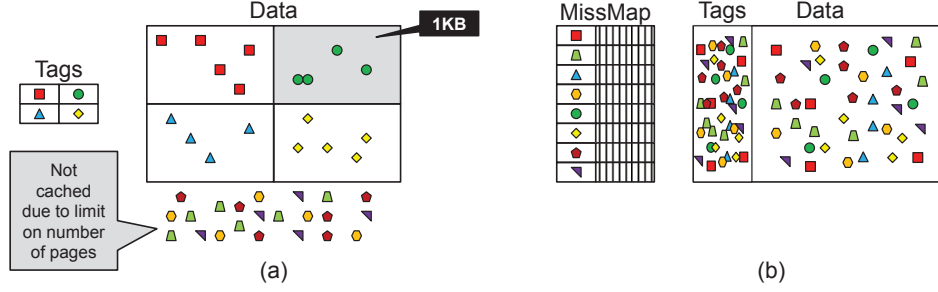 Data
1KB
Tags
Not
cached
due to limit
on number
of pages
(a)
MissMap
Tags
Data
(b)